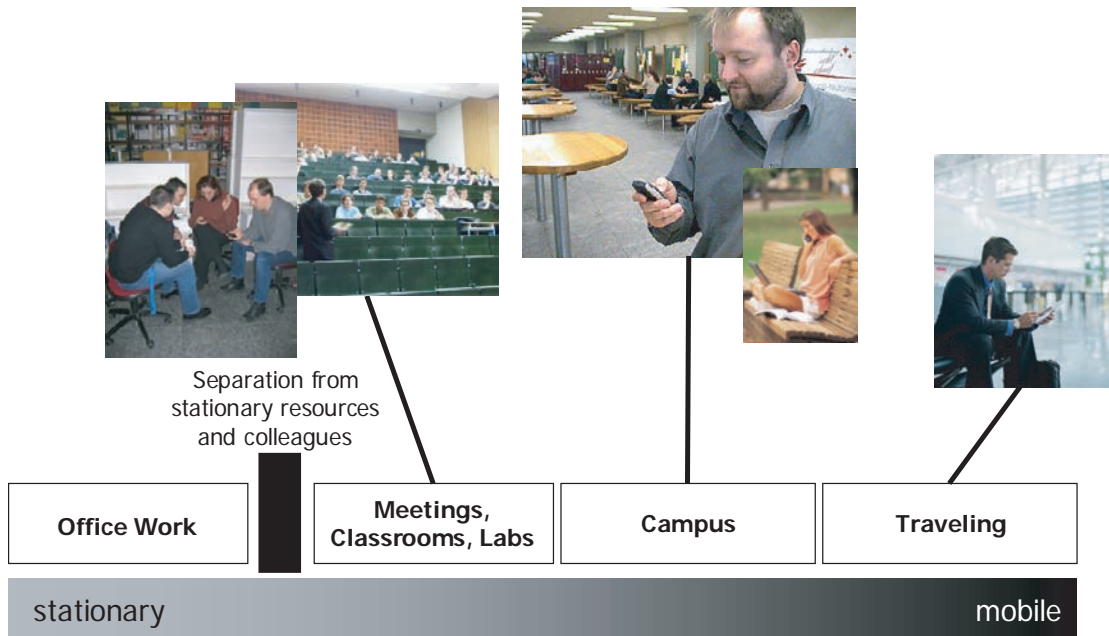 Separation from
stationary resources
and colleagues
Office Work
Meetings,
Classrooms, Labs
Campus
Traveling
stationary
mobile